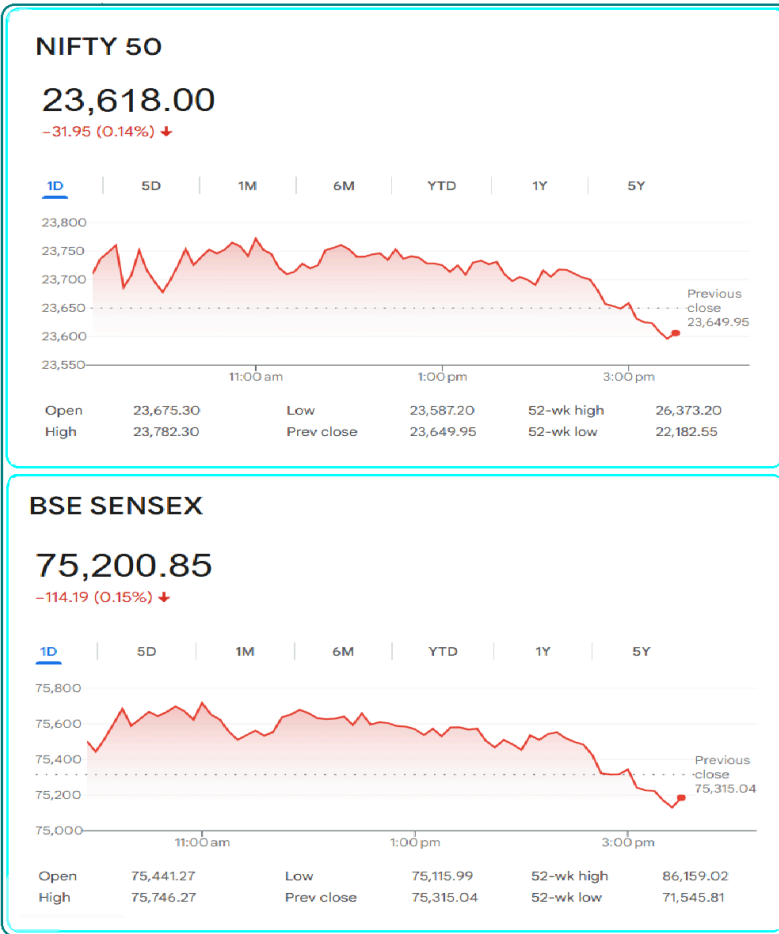 NIFTY 50
23,618.00
−31.95 (0.14%) ↓
1D 5D 1M 6M YTD 1Y 5Y
23,800
23,750
23,700
23,650
23,600
23,550
Previous
close
23,649.95
11:00 am 1:00 pm 3:00 pm
Open 23,675.30 Low 23,587.20 52-wk high 26,373.20
High 23,782.30 Prev close 23,649.95 52-wk low 22,182.55
BSE SENSEX
75,200.85
−114.19 (0.15%) ↓
1D 5D 1M 6M YTD 1Y 5Y
75,800
75,600
75,400
75,200
75,000
Previous
close
75,315.04
11:00 am 1:00 pm 3:00 pm
Open 75,441.27 Low 75,115.99 52-wk high 86,159.02
High 75,746.27 Prev close 75,315.04 52-wk low 71,545.81